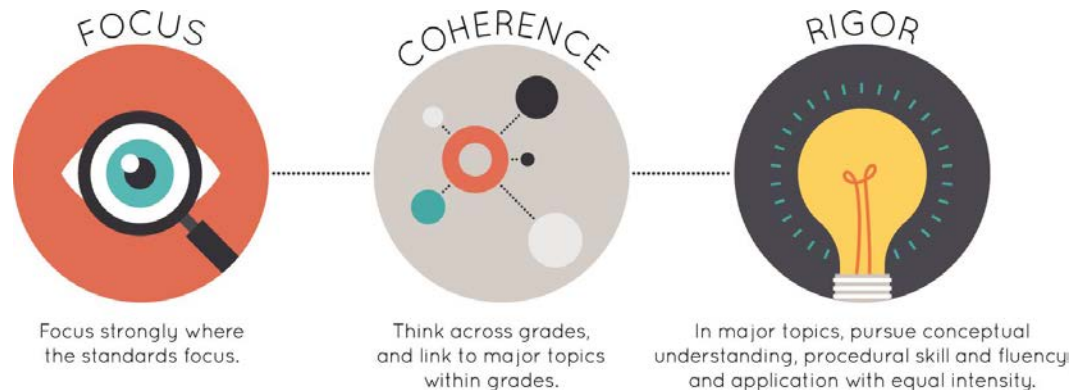 FOCUS
COHERENCE
RIGOR
Focus strongly where
the standards focus.
Think across grades,
and link to major topics
within grades.
In major topics, pursue conceptual
understanding, procedural skill and fluency
and application with equal intensity.